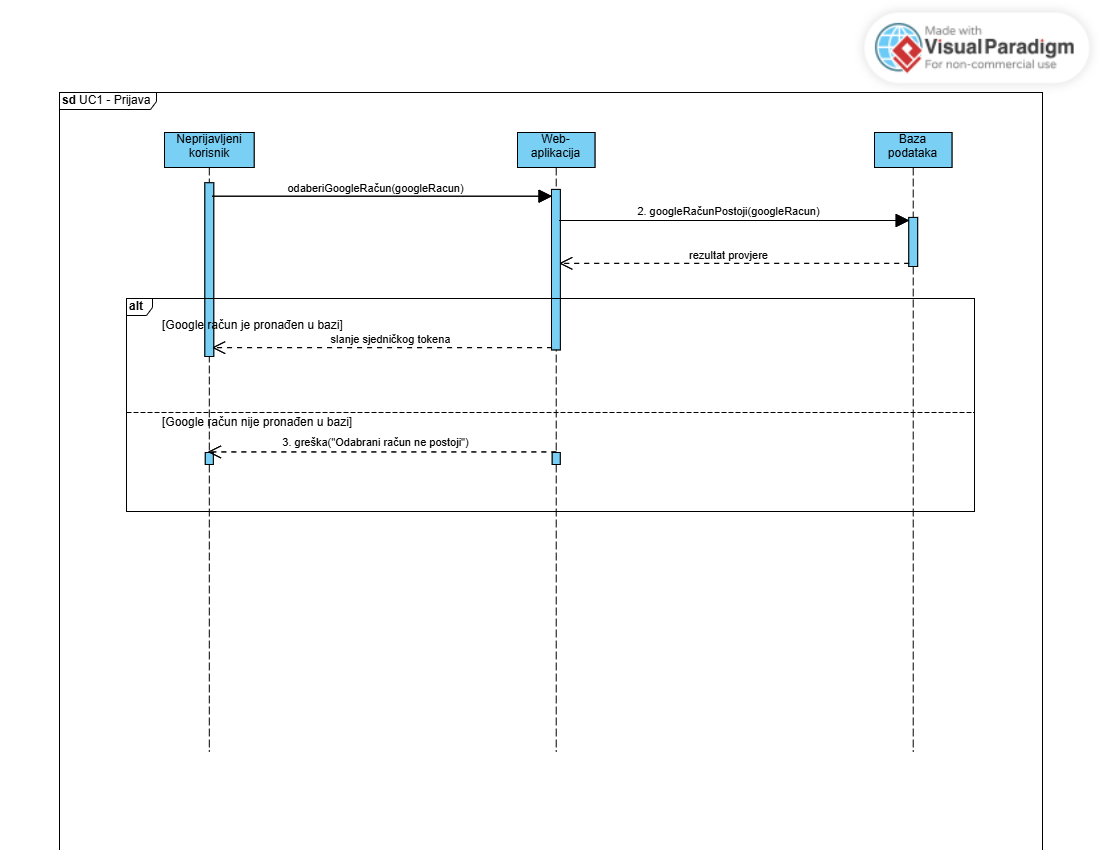 Made with
Visual Paradigm
For non-commercial use
sd UC1 - Prijava
Neprijavljeni
korisnik
Web-
aplikacija
Baza
podataka
odaberiGoogleRačun(googleRacun)
2. googleRačunPostoji(googleRacun)
rezultat provjere
alt
[Google račun je pronađen u bazi]
slanje sjedničkog tokena
[Google račun nije pronađen u bazi]
3. greška("Odabrani račun ne postoji")